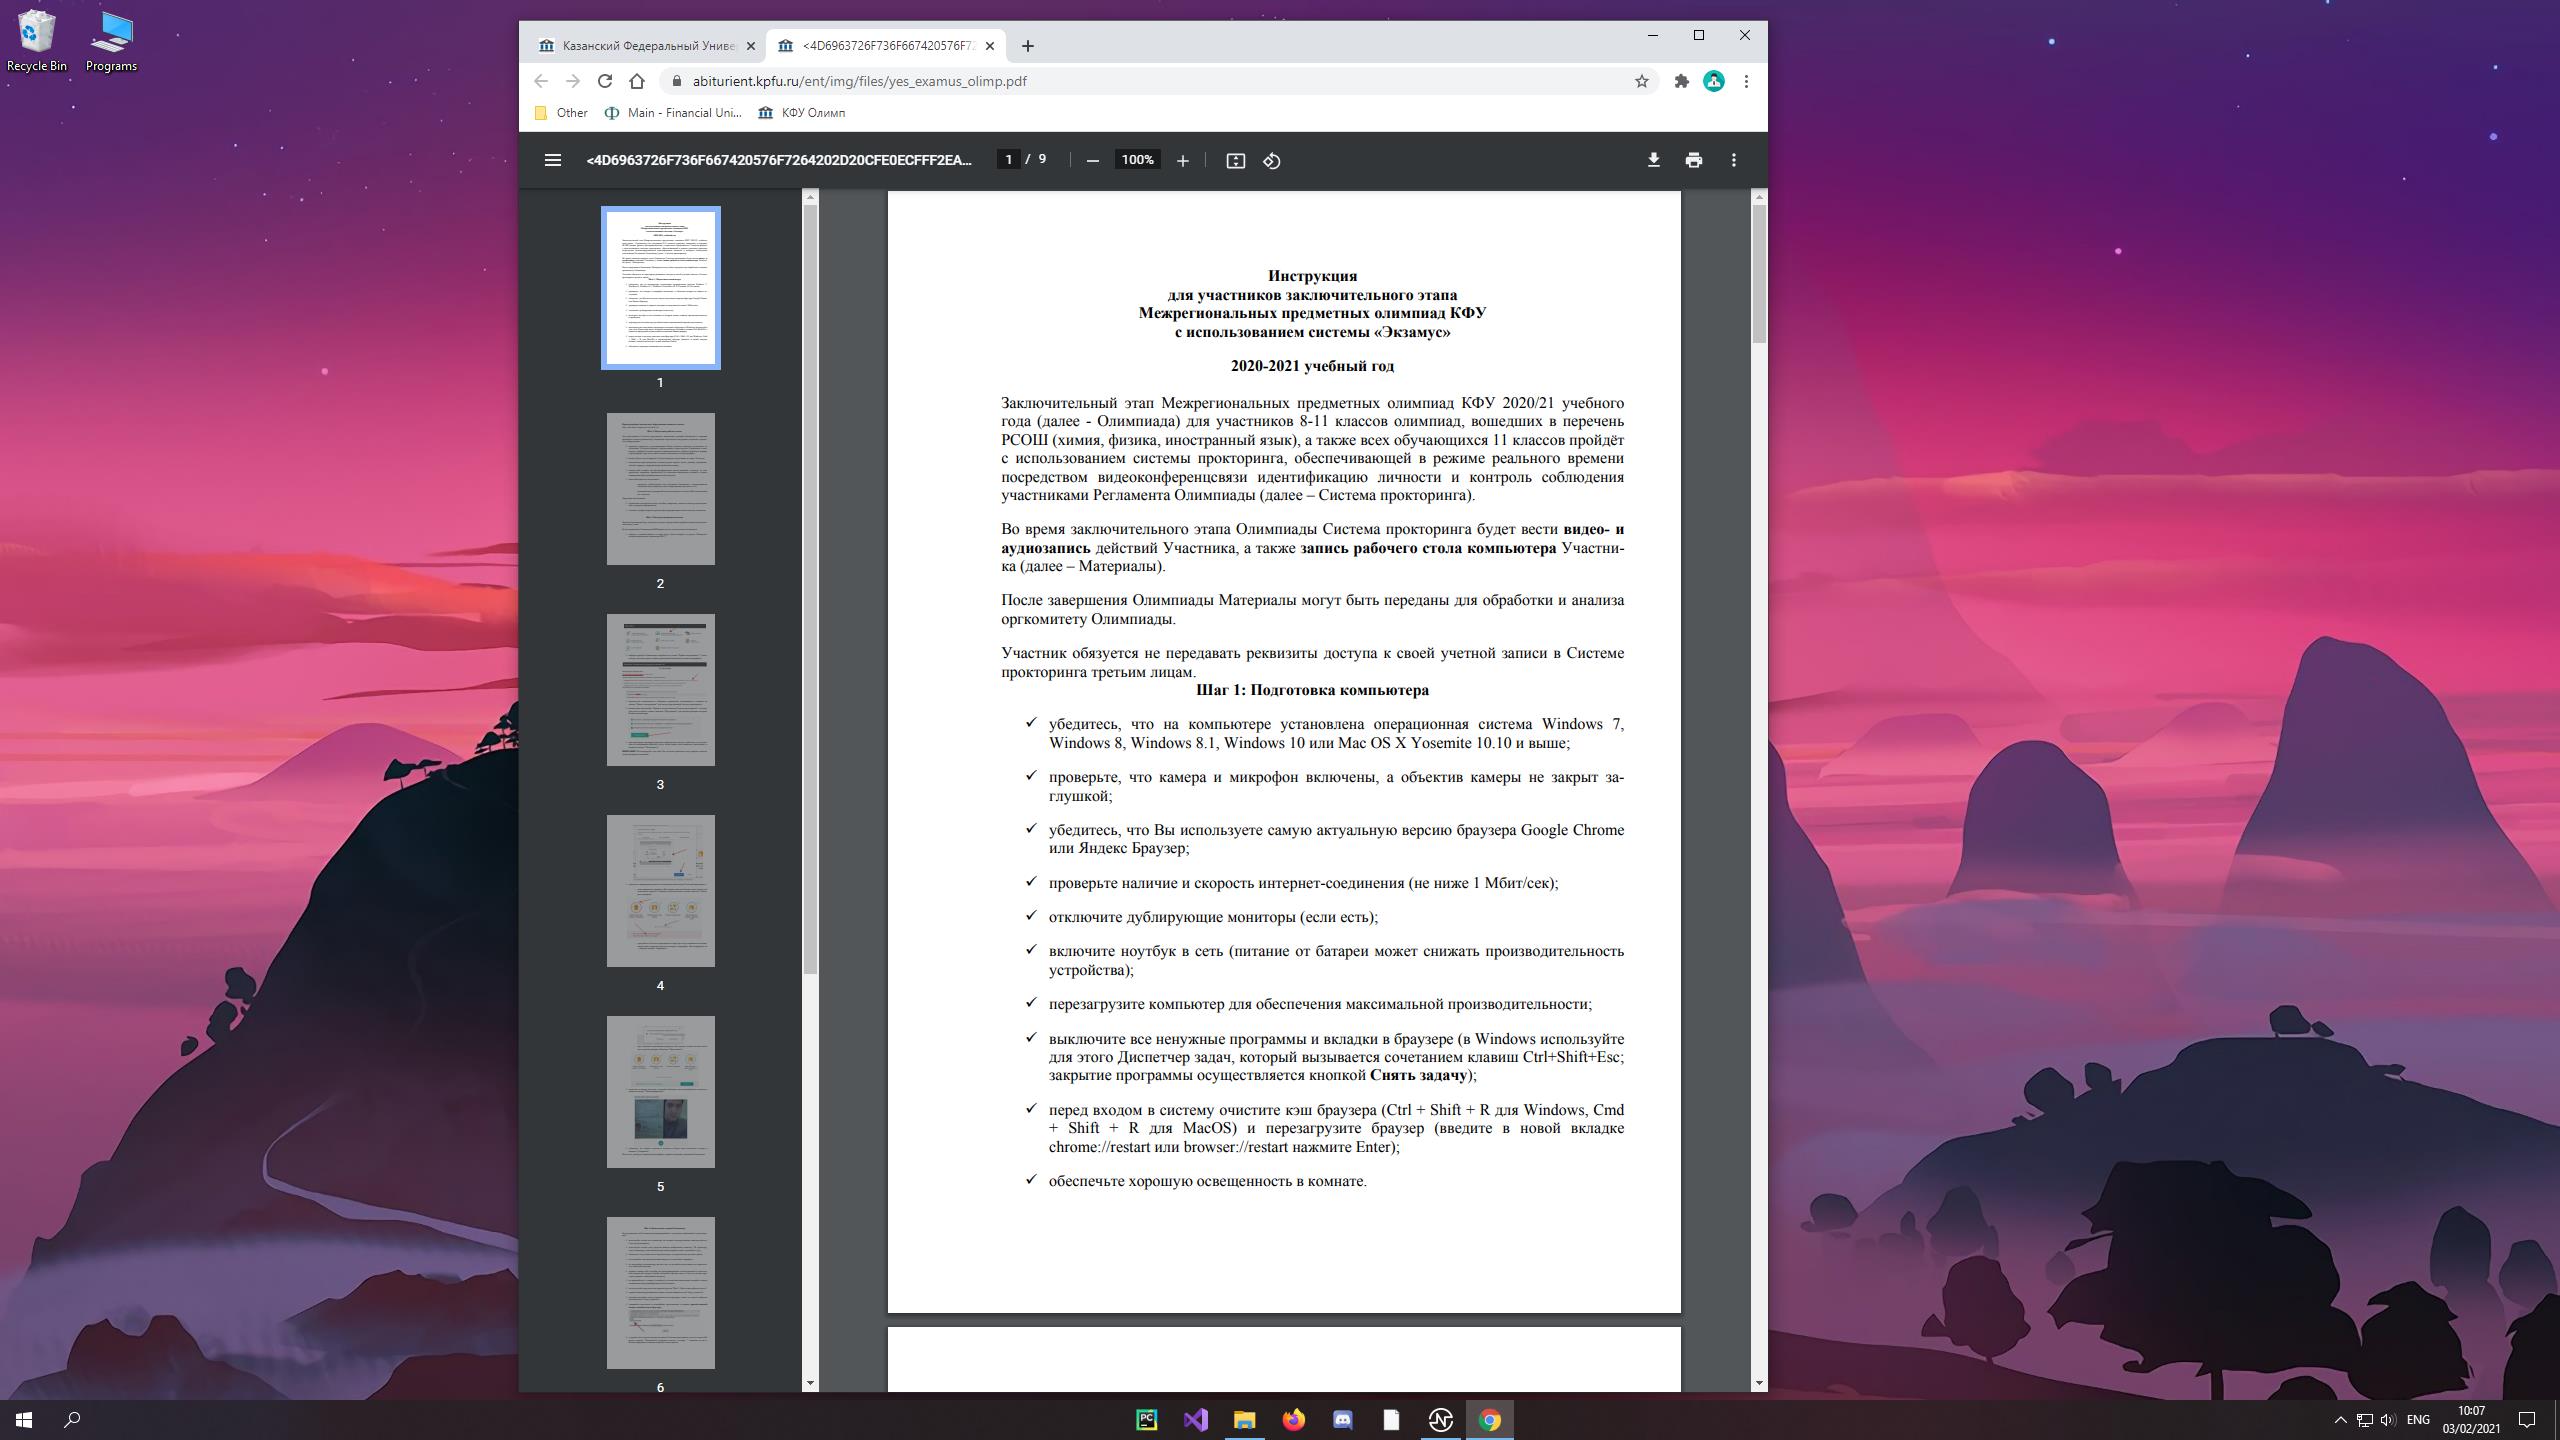 Recycle Bin
Programs
Казанский Федеральный Униве
<4D6963726F736F667420576F72
abiturient.kpfu.ru/ent/img/files/yes_examus_olimp.pdf
Other
Main - Financial Uni...
КФУ Олимп
<4D6963726F736F667420576F7264202D20CFE0ECFFF2EA...
1 / 9
100%
1
2
3
4
5
6
Инструкция
для участников заключительного этапа
Межрегиональных предметных олимпиад КФУ
с использованием системы «Экзамус»
2020-2021 учебный год
Заключительный этап Межрегиональных предметных олимпиад КФУ 2020/21 учебного
года (далее - Олимпиада) для участников 8-11 классов олимпиад, вошедших в перечень
РСОШ (химия, физика, иностранный язык), а также всех обучающихся 11 классов пройдёт
с использованием системы прокторинга, обеспечивающей в режиме реального времени
посредством видеоконференцсвязи идентификацию личности и контроль соблюдения
участниками Регламента Олимпиады (далее – Система прокторинга).
Во время заключительного этапа Олимпиады Система прокторинга будет вести видео- и
аудиозапись действий Участника, а также запись рабочего стола компьютера Участни-
ка (далее – Материалы).
После завершения Олимпиады Материалы могут быть переданы для обработки и анализа
оргкомитету Олимпиады.
Участник обязуется не передавать реквизиты доступа к своей учетной записи в Системе
прокторинга третьим лицам.
Шаг 1: Подготовка компьютера
✓ убедитесь, что на компьютере установлена операционная система Windows 7,
Windows 8, Windows 8.1, Windows 10 или Mac OS X Yosemite 10.10 и выше;
✓ проверьте, что камера и микрофон включены, а объектив камеры не закрыт за-
глушкой;
✓ убедитесь, что Вы используете самую актуальную версию браузера Google Chrome
или Яндекс Браузер;
✓ проверьте наличие и скорость интернет-соединения (не ниже 1 Мбит/сек);
✓ отключите дублирующие мониторы (если есть);
✓ включите ноутбук в сеть (питание от батареи может снижать производительность
устройства);
✓ перезагрузите компьютер для обеспечения максимальной производительности;
✓ выключите все ненужные программы и вкладки в браузере (в Windows используйте
для этого Диспетчер задач, который вызывается сочетанием клавиш Ctrl+Shift+Esc;
закрытие программы осуществляется кнопкой Снять задачу);
✓ перед входом в систему очистите кэш браузера (Ctrl + Shift + R для Windows, Cmd
+ Shift + R для MacOS) и перезагрузите браузер (введите в новой вкладке
chrome://restart или browser://restart нажмите Enter);
✓ обеспечьте хорошую освещенность в комнате.
PC
ENG
10:07
03/02/2021